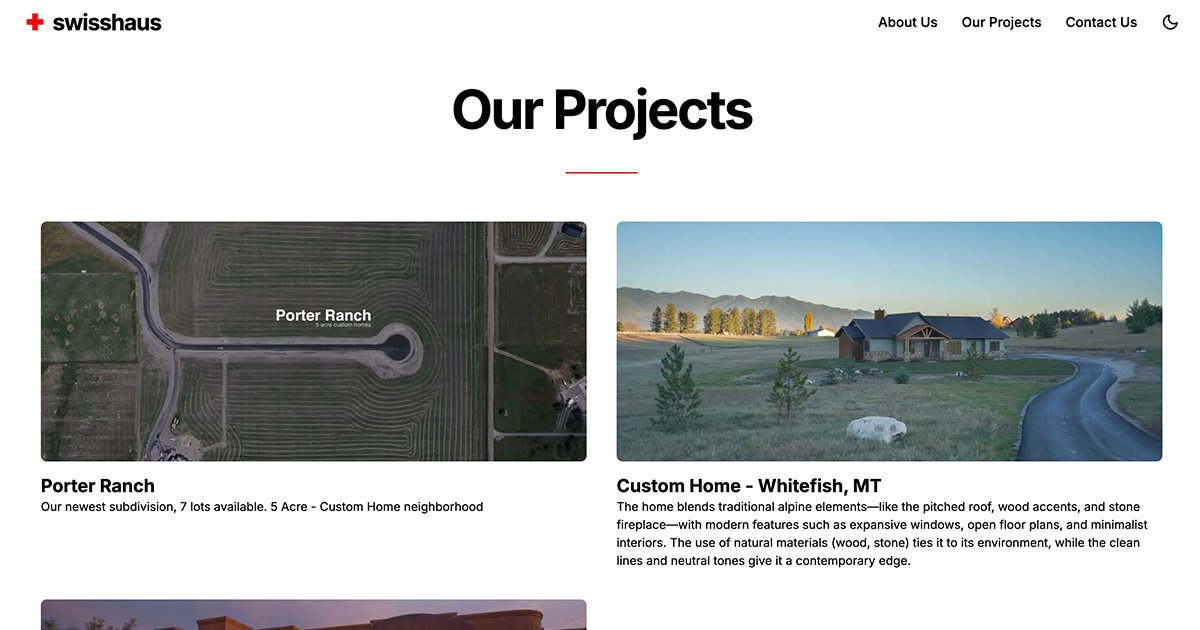 swisshaus
About Us
Our Projects
Contact Us
Our Projects
Porter Ranch
5 acre custom homes
Porter Ranch
Our newest subdivision, 7 lots available. 5 Acre - Custom Home neighborhood
Custom Home - Whitefish, MT
The home blends traditional alpine elements—like the pitched roof, wood accents, and stone
fireplace—with modern features such as expansive windows, open floor plans, and minimalist
interiors. The use of natural materials (wood, stone) ties it to its environment, while the clean
lines and neutral tones give it a contemporary edge.